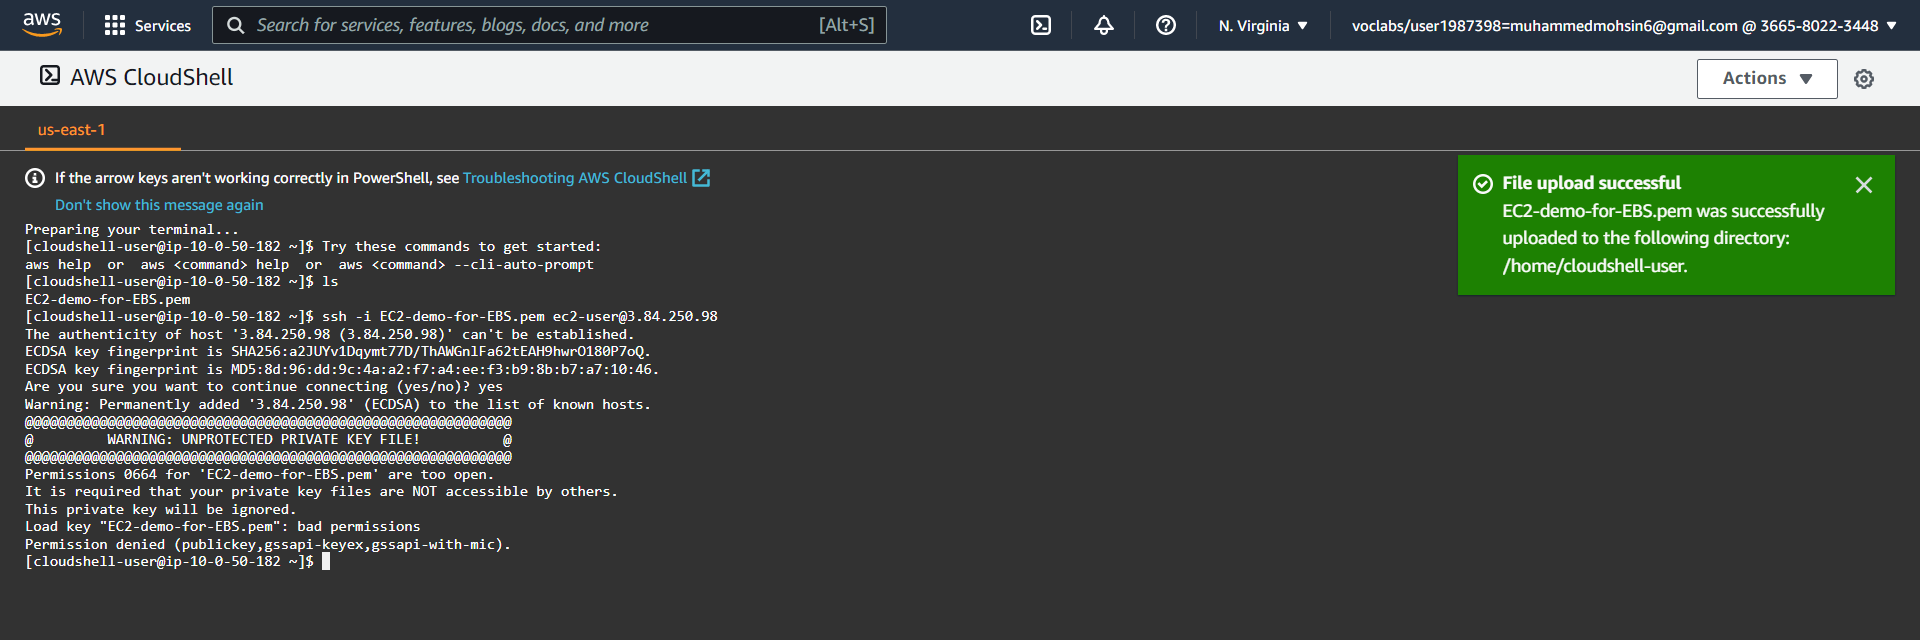 aws
Services
Search for services, features, blogs, docs, and more
[Alt+S]
N. Virginia
voclabs/user1987398=muhammedmohsin6@gmail.com @ 3665-8022-3448
AWS CloudShell
Actions
us-east-1
If the arrow keys aren't working correctly in PowerShell, see Troubleshooting AWS CloudShell
Don't show this message again
File upload successful
EC2-demo-for-EBS.pem was successfully
uploaded to the following directory:
/home/cloudshell-user.
Preparing your terminal...
[cloudshell-user@ip-10-0-50-182 ~]$ Try these commands to get started:
aws help  or  aws <command> help  or  aws <command> --cli-auto-prompt
[cloudshell-user@ip-10-0-50-182 ~]$ ls
EC2-demo-for-EBS.pem
[cloudshell-user@ip-10-0-50-182 ~]$ ssh -i EC2-demo-for-EBS.pem ec2-user@3.84.250.98
The authenticity of host '3.84.250.98 (3.84.250.98)' can't be established.
ECDSA key fingerprint is SHA256:a2JUYv1Dqymt77D/ThAWGnlFa62tEAH9hwrO180P7oQ.
ECDSA key fingerprint is MD5:8d:96:dd:9c:4a:a2:f7:a4:ee:f3:b9:8b:b7:a7:10:46.
Are you sure you want to continue connecting (yes/no)? yes
Warning: Permanently added '3.84.250.98' (ECDSA) to the list of known hosts.
@@@@@@@@@@@@@@@@@@@@@@@@@@@@@@@@@@@@@@@@@@@@@@@@@@@@@@@@@@@
@         WARNING: UNPROTECTED PRIVATE KEY FILE!          @
@@@@@@@@@@@@@@@@@@@@@@@@@@@@@@@@@@@@@@@@@@@@@@@@@@@@@@@@@@@
Permissions 0664 for 'EC2-demo-for-EBS.pem' are too open.
It is required that your private key files are NOT accessible by others.
This private key will be ignored.
Load key "EC2-demo-for-EBS.pem": bad permissions
Permission denied (publickey,gssapi-keyex,gssapi-with-mic).
[cloudshell-user@ip-10-0-50-182 ~]$